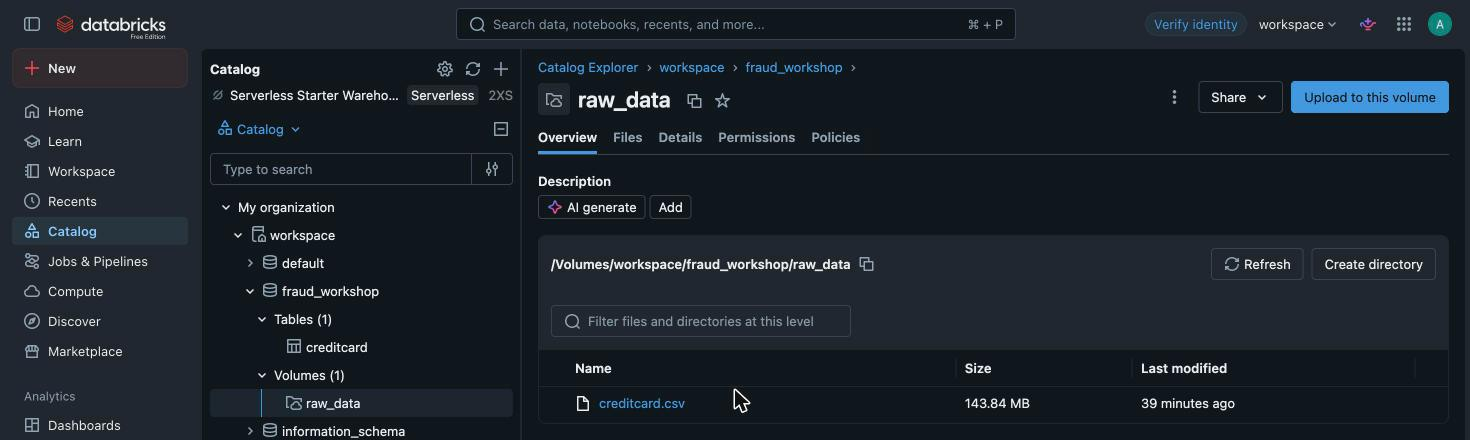 databricks
Free Edition
Search data, notebooks, recents, and more...
⌘ + P
Verify identity
workspace
A
New
Home
Learn
Workspace
Recents
Catalog
Jobs & Pipelines
Compute
Discover
Marketplace
Analytics
Dashboards
Catalog
Serverless Starter Wareho... Serverless 2XS
Catalog
Type to search
My organization
workspace
default
fraud_workshop
Tables (1)
creditcard
Volumes (1)
raw_data
information_schema
Catalog Explorer › workspace › fraud_workshop ›
raw_data
Share
Upload to this volume
Overview Files Details Permissions Policies
Description
AI generate Add
/Volumes/workspace/fraud_workshop/raw_data
Refresh Create directory
Filter files and directories at this level
Name Size Last modified
creditcard.csv 143.84 MB 39 minutes ago